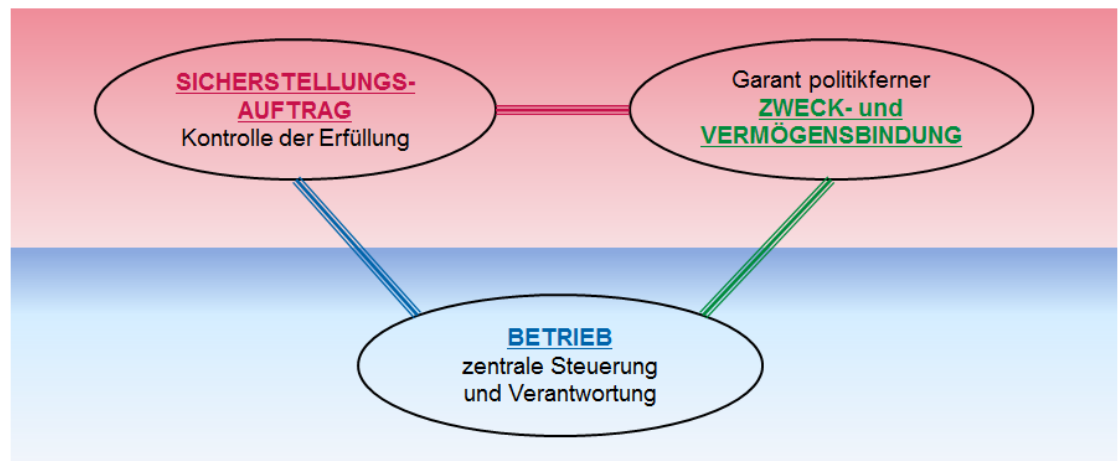 SICHERSTELLUNGS-
AUFTRAG
Kontrolle der Erfüllung
Garant politikferner
ZWECK- und
VERMÖGENSBINDUNG
BETRIEB
zentrale Steuerung
und Verantwortung